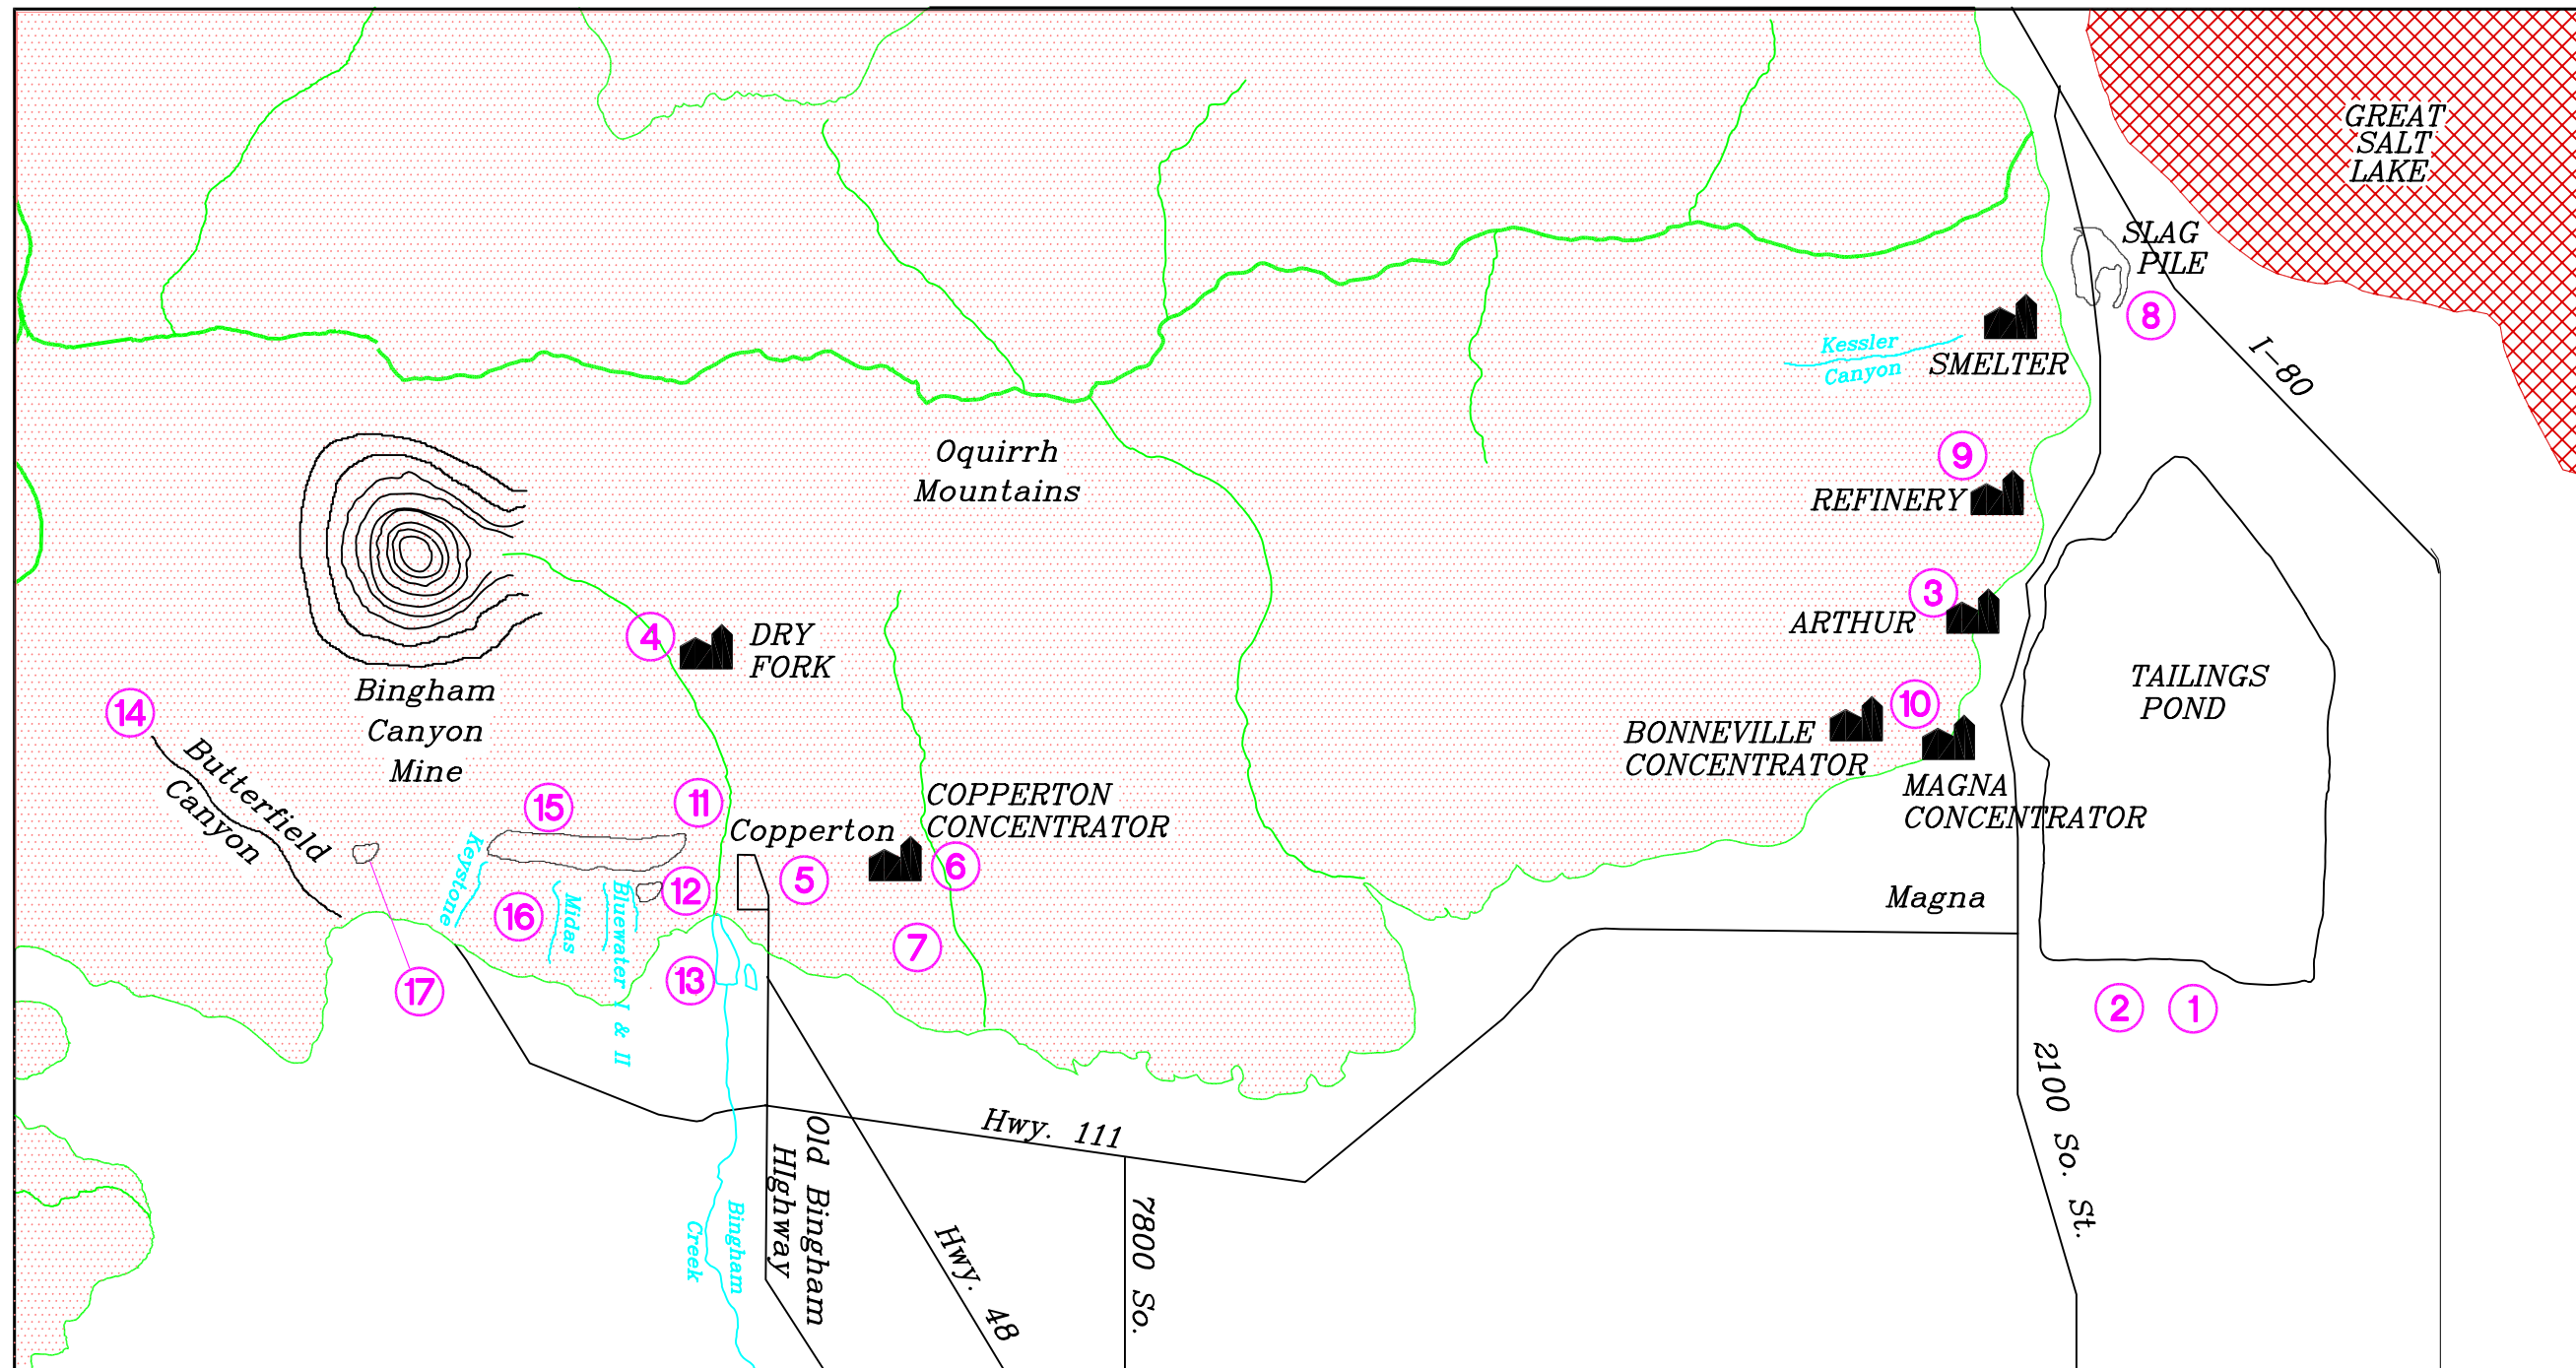 GREAT
SALT
LAKE
SLAG
PILE
8
I-80
Kessler
Canyon
SMELTER
Oquirrh
Mountains
9
REFINERY
3
ARTHUR
4
DRY
FORK
TAILINGS
POND
Bingham
Canyon
Mine
14
Butterfield
Canyon
10
BONNEVILLE
CONCENTRATOR
MAGNA
CONCENTRATOR
15
11
COPPERTON
CONCENTRATOR
Copperton
Keystone
5
6
12
16
Midas
Bluewater I & II
Magna
7
13
17
2
1
2100 So. St.
Hwy. 111
Old Bingham
HIghway
Bingham
Creek
Hwy. 48
7800 So.